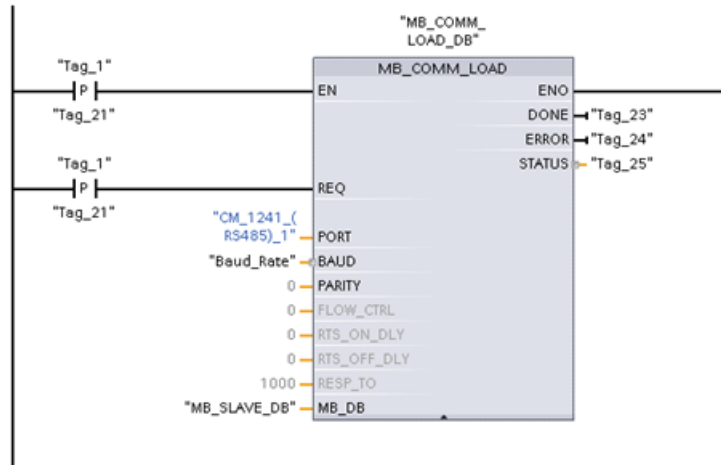 "MB_COMM_
LOAD_DB"
MB_COMM_LOAD
"Tag_1"
P
"Tag_21"
EN
ENO
DONE
"Tag_23"
ERROR
"Tag_24"
STATUS
"Tag_25"
"Tag_1"
P
"Tag_21"
REQ
"CM_1241_(
RS485)_1"
PORT
"Baud_Rate"
BAUD
0
PARITY
0
FLOW_CTRL
0
RTS_ON_DLY
0
RTS_OFF_DLY
1000
RESP_TO
"MB_SLAVE_DB"
MB_DB